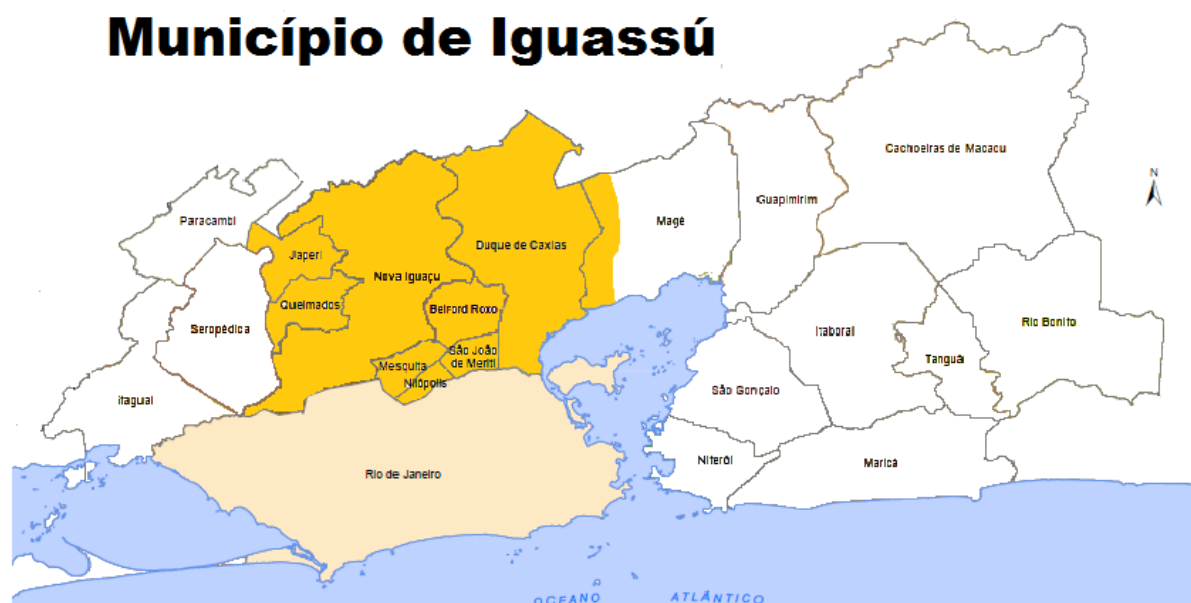 Município de Iguassú
N
Cachoeiras de Macacu
Guapimirim
Paracambi
Magé
Duque de Caxias
Japeri
Nova Iguaçu
Queimados
Belford Roxo
Seropédica
Itaboraí
Rio Bonito
São João
de Meriti
Mesquita
Tanguá
Nilópolis
São Gonçalo
Itaguaí
Niterói
Maricá
Rio de Janeiro
OCEANO ATLÂNTICO